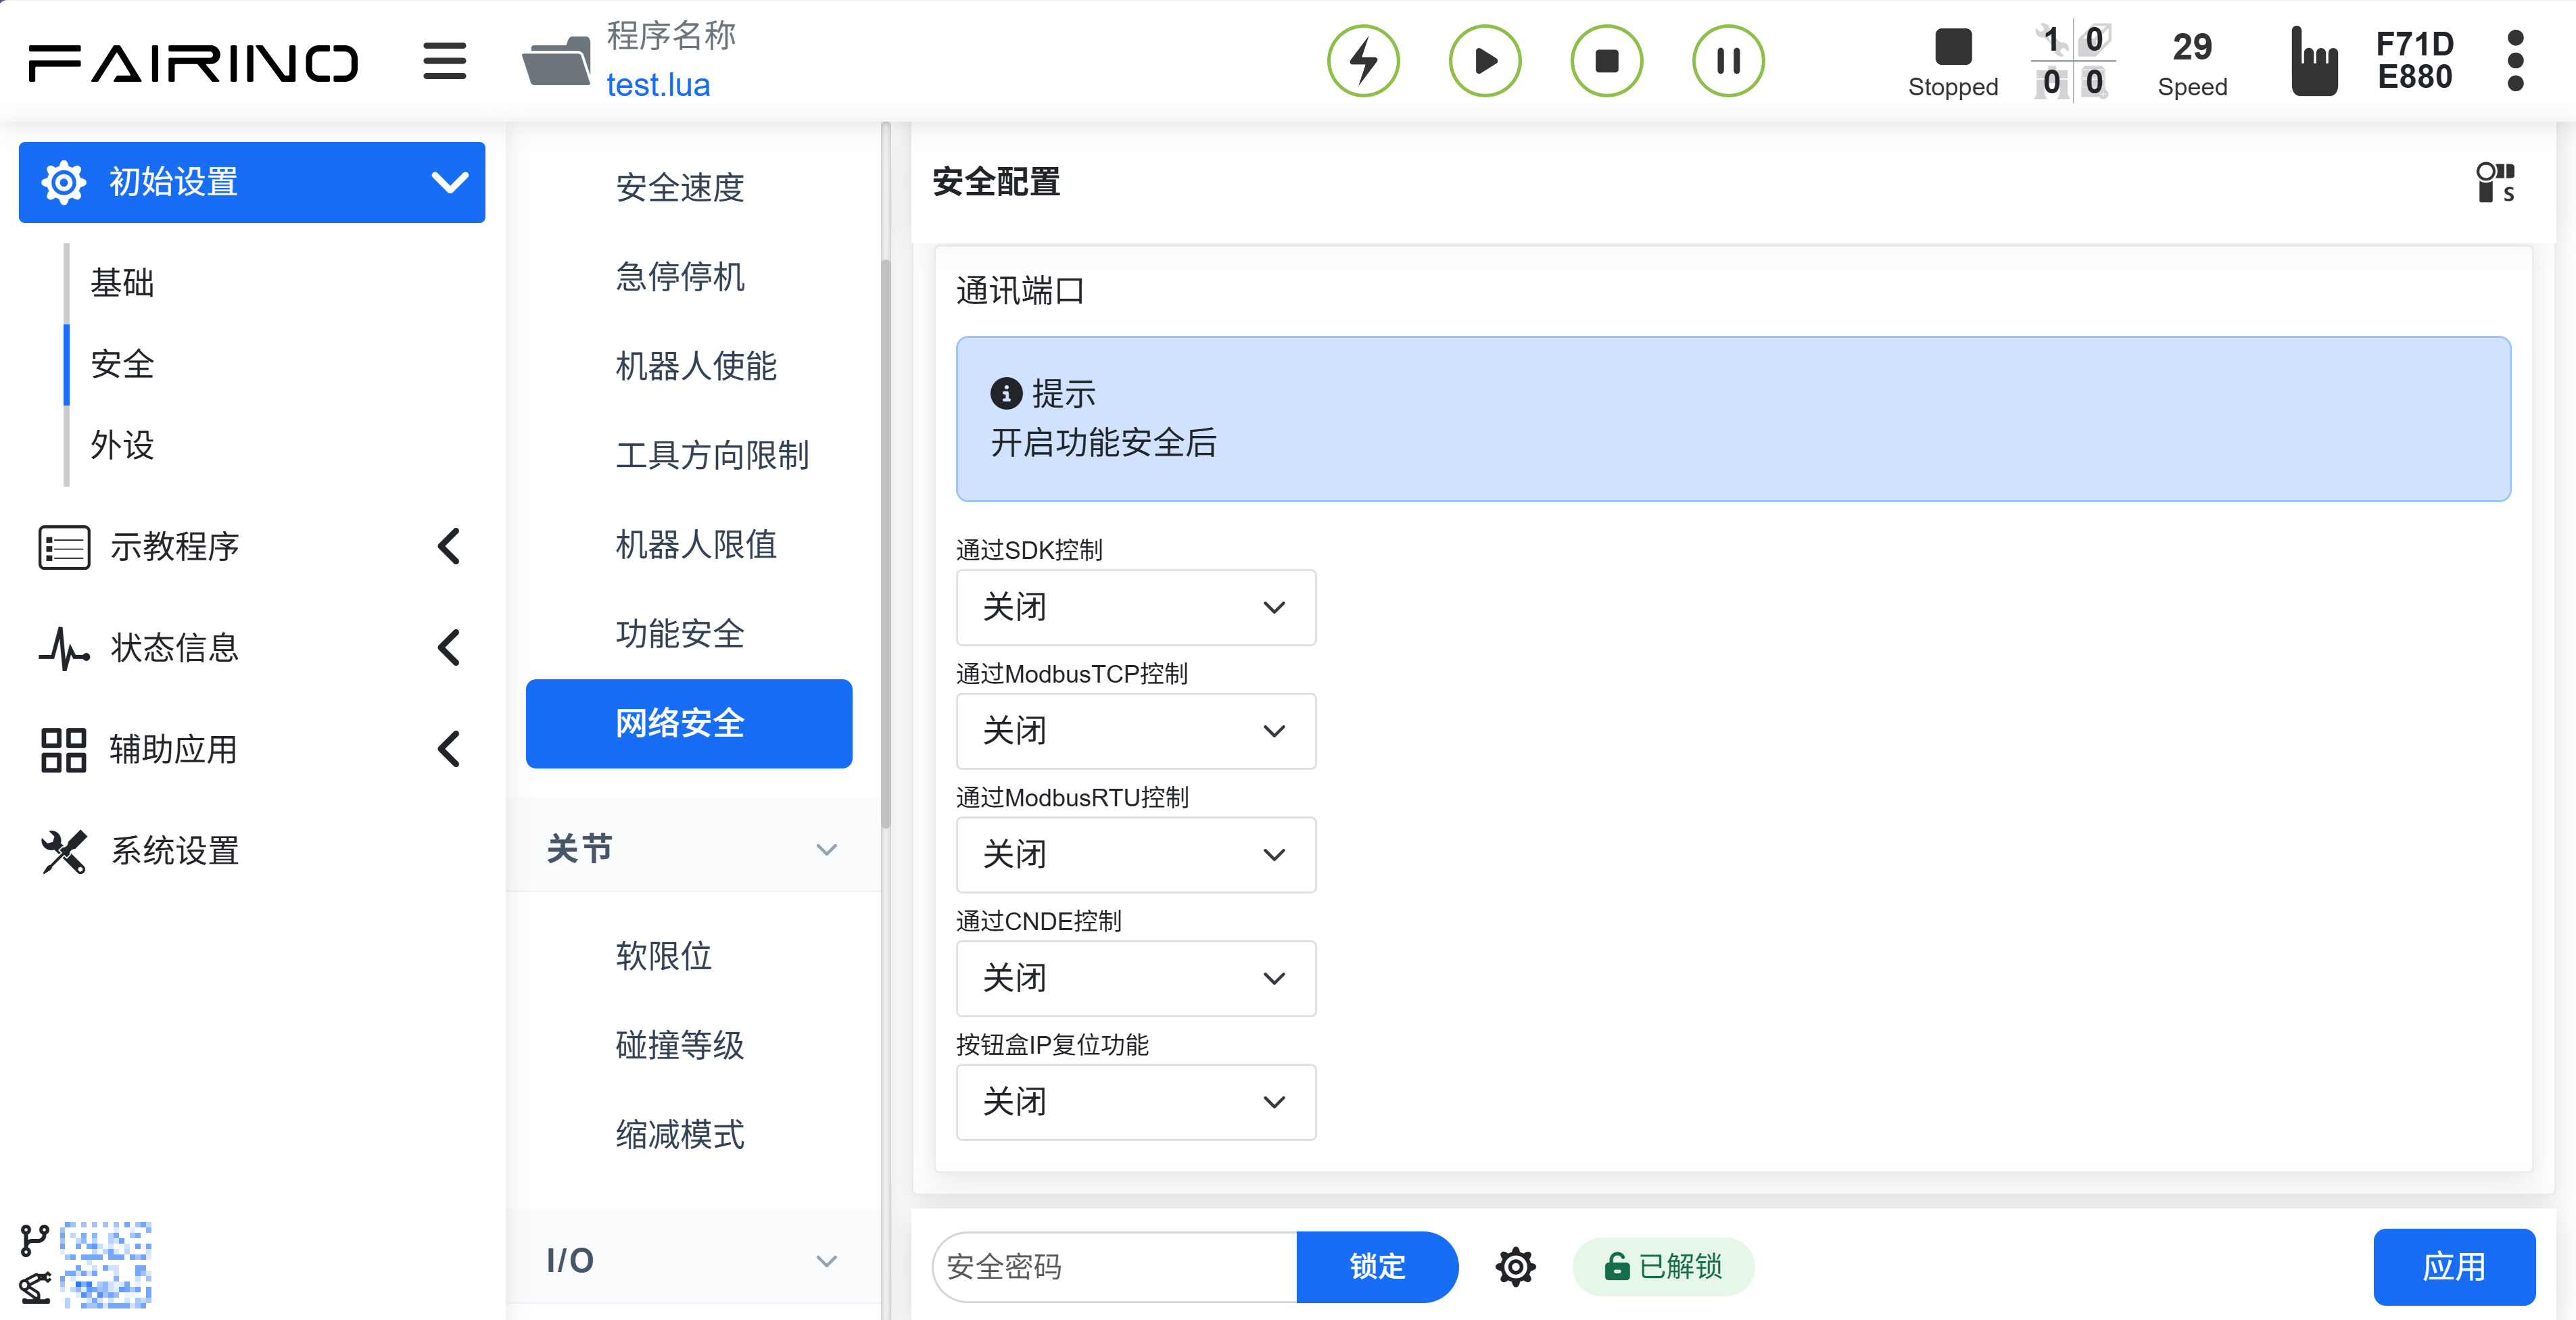 FAIRINO
程序名称
test.lua
Stopped
1 0
0 0
29
Speed
F71D
E880
初始设置
基础
安全
外设
示教程序
状态信息
辅助应用
系统设置
安全速度
急停停机
机器人使能
工具方向限制
机器人限值
功能安全
网络安全
关节
软限位
碰撞等级
缩减模式
I/O
安全配置
S
通讯端口
提示
开启功能安全后
通过SDK控制
关闭
通过ModbusTCP控制
关闭
通过ModbusRTU控制
关闭
通过CNDE控制
关闭
按钮盒IP复位功能
关闭
安全密码
锁定
已解锁
应用